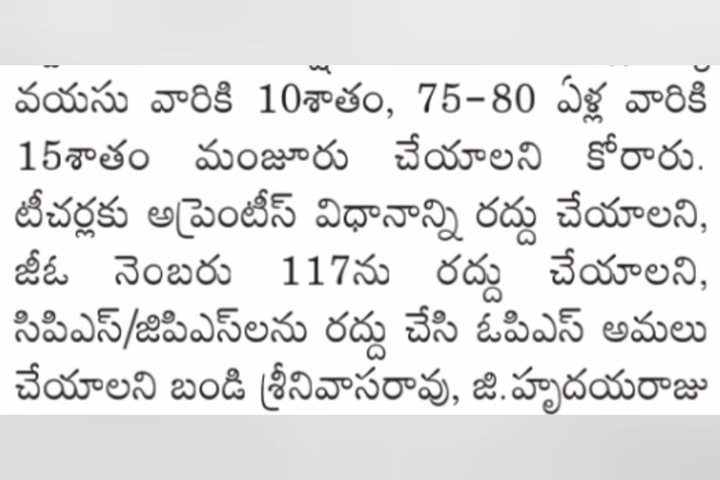 వయసు వారికి 10శాతం, 75-80 ఏళ్ల వారికి
15శాతం మంజూరు చేయాలని కోరారు.
టీచర్లకు అప్రెంటీస్ విధానాన్ని రద్దు చేయాలని,
జీఓ నెంబరు 117ను రద్దు చేయాలని,
సిపిఎస్/జిపిఎస్‌లను రద్దు చేసి ఓపిఎస్ అమలు
చేయాలని బండి శ్రీనివాసరావు, జి.హృదయరాజు